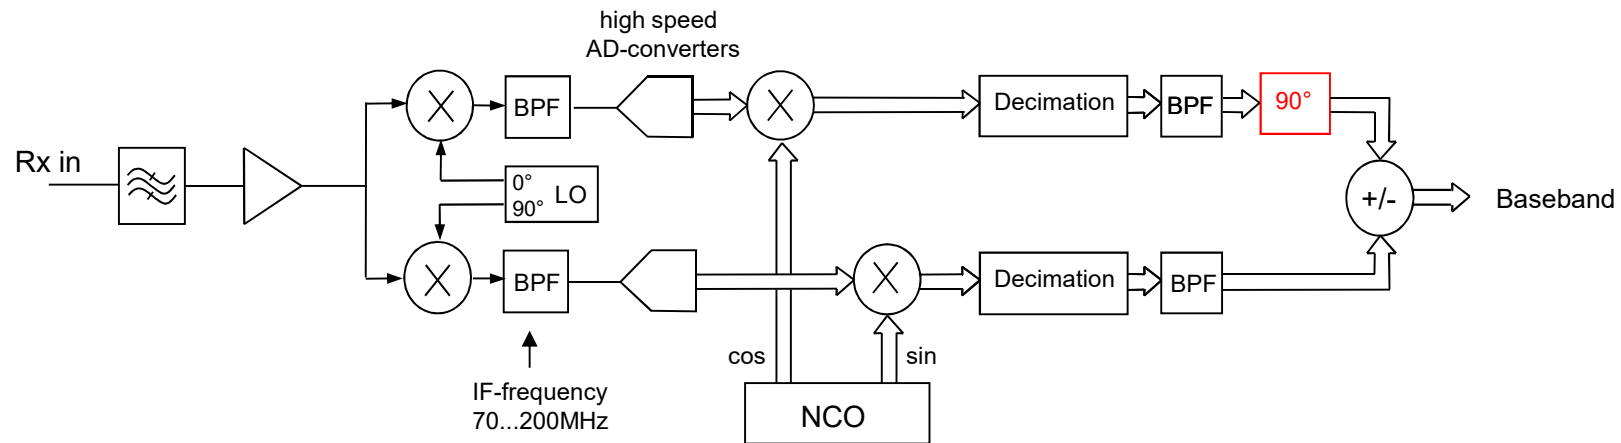 high speed
AD-converters
Rx in
BPF
Decimation
BPF
90°
0°
90°
LO
+/-
Baseband
BPF
Decimation
BPF
cos
sin
IF-frequency
70...200MHz
NCO